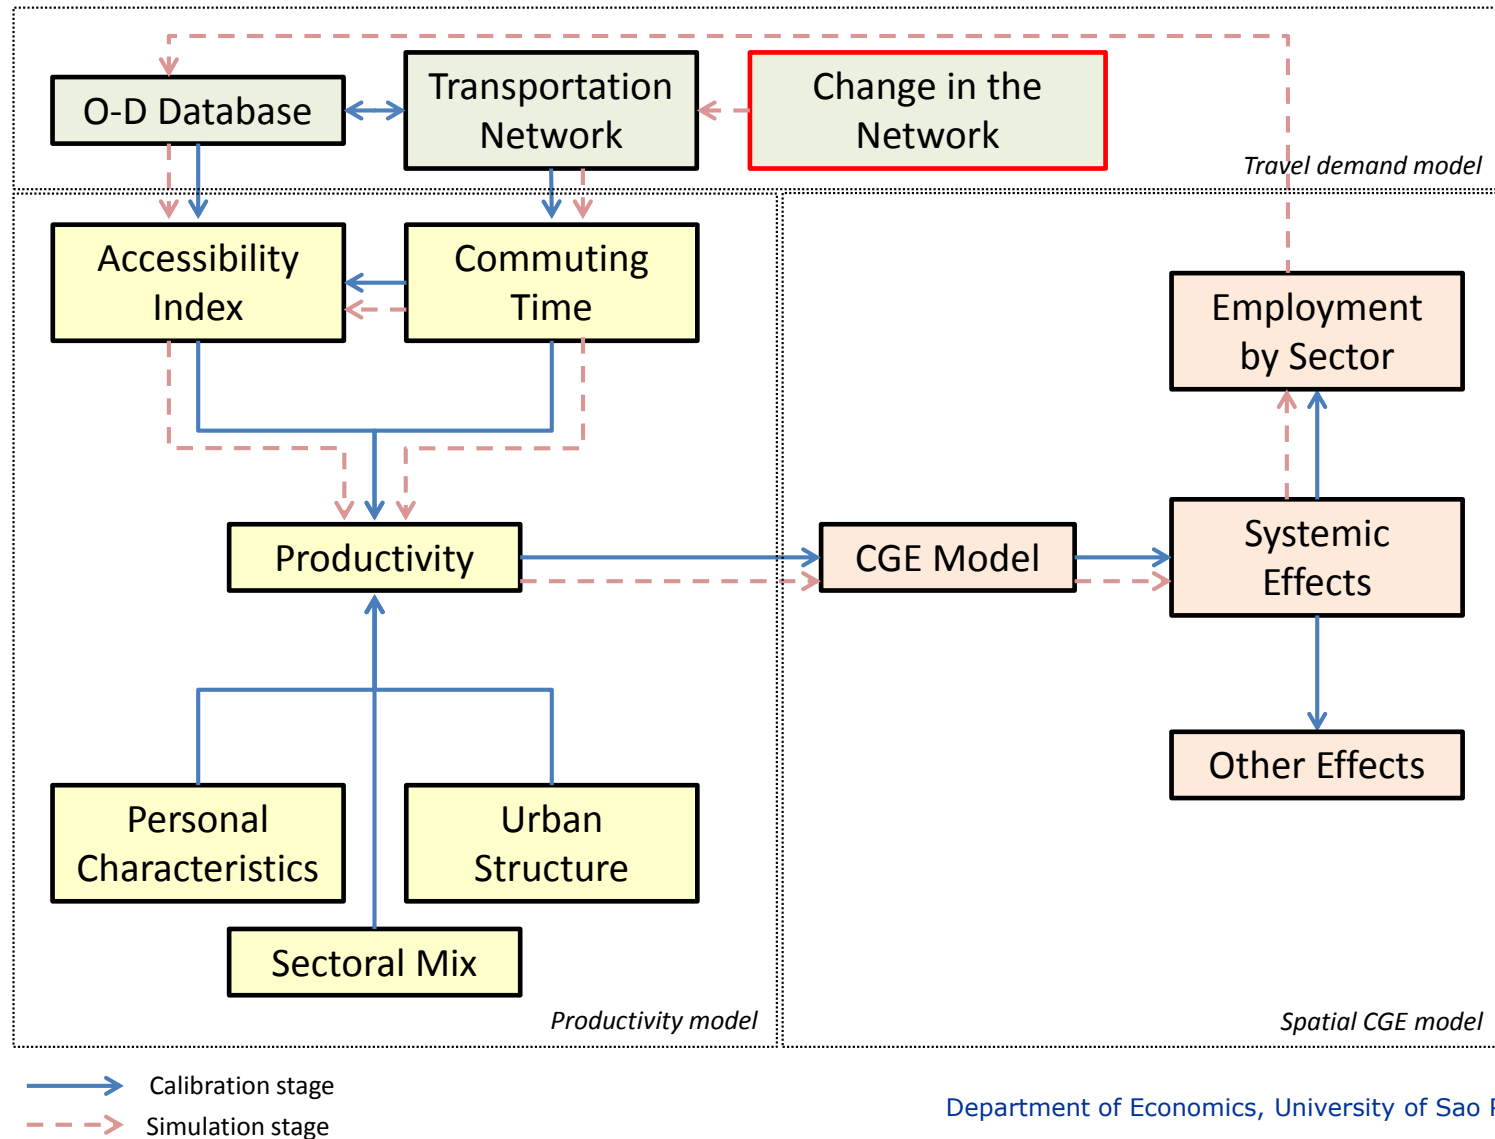 O-D Database
Transportation
Network
Change in the
Network
Travel demand model
Accessibility
Index
Commuting
Time
Employment
by Sector
Productivity
CGE Model
Systemic
Effects
Other Effects
Personal
Characteristics
Urban
Structure
Sectoral Mix
Productivity model
Spatial CGE model
Calibration stage
Simulation stage
Department of Economics, University of Sao